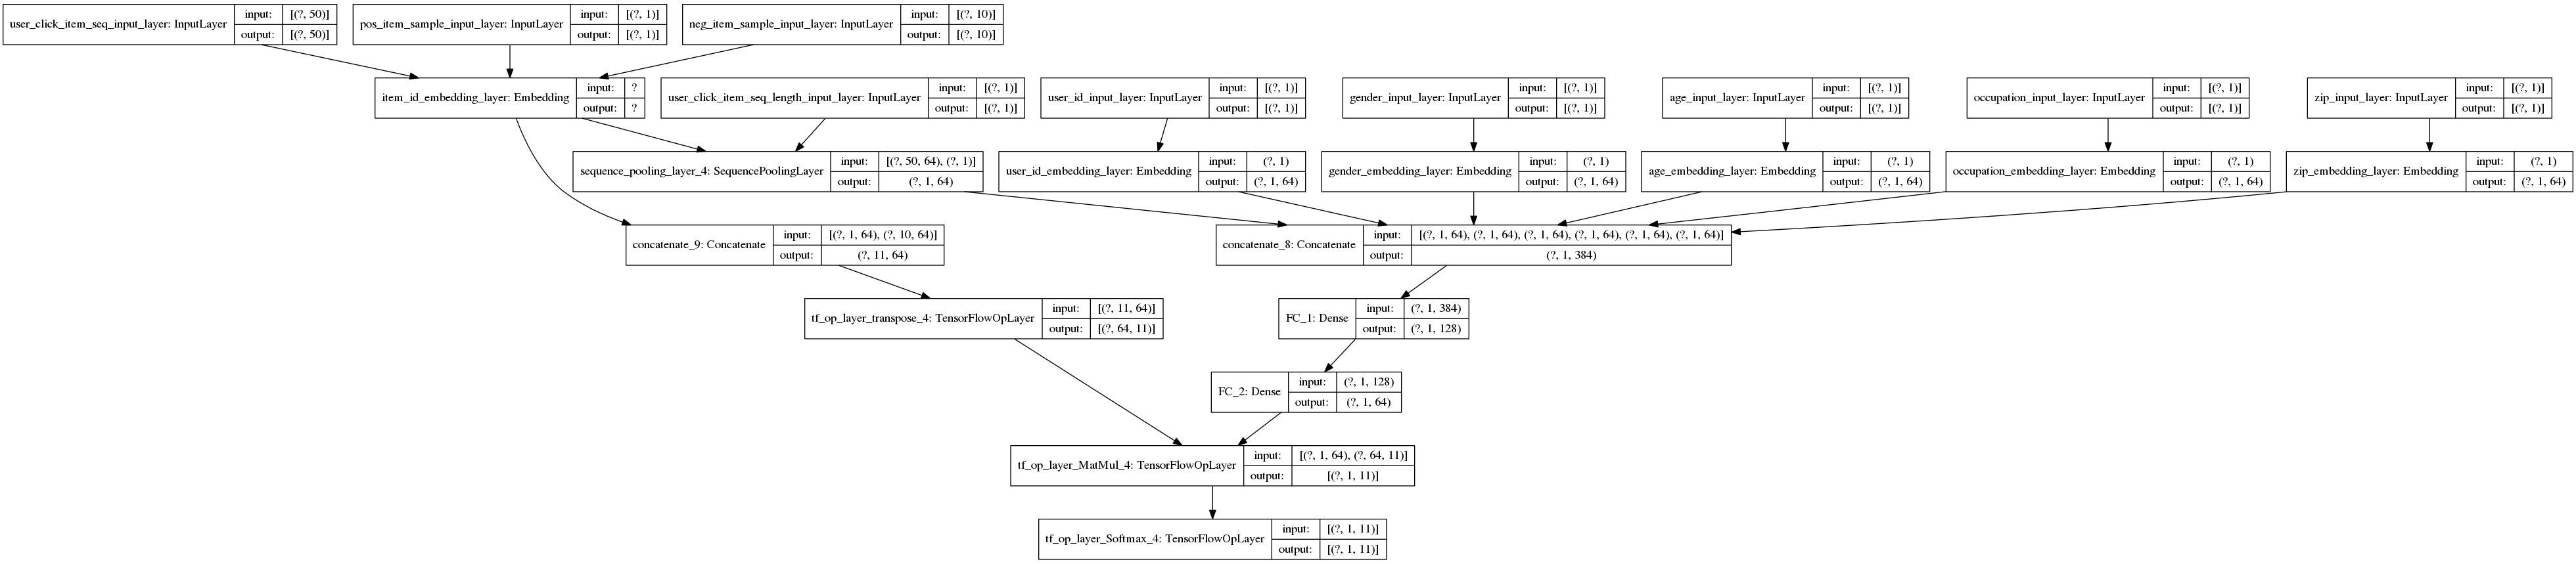 user_click_item_seq_input_layer: InputLayer input: [(?, 50)] output: [(?, 50)]
pos_item_sample_input_layer: InputLayer input: [(?, 1)] output: [(?, 1)]
neg_item_sample_input_layer: InputLayer input: [(?, 10)] output: [(?, 10)]
item_id_embedding_layer: Embedding input: ? output: ?
user_click_item_seq_length_input_layer: InputLayer input: [(?, 1)] output: [(?, 1)]
user_id_input_layer: InputLayer input: [(?, 1)] output: [(?, 1)]
gender_input_layer: InputLayer input: [(?, 1)] output: [(?, 1)]
age_input_layer: InputLayer input: [(?, 1)] output: [(?, 1)]
occupation_input_layer: InputLayer input: [(?, 1)] output: [(?, 1)]
zip_input_layer: InputLayer input: [(?, 1)] output: [(?, 1)]
sequence_pooling_layer_4: SequencePoolingLayer input: [(?, 50, 64), (?, 1)] output: (?, 1, 64)
user_id_embedding_layer: Embedding input: (?, 1) output: (?, 1, 64)
gender_embedding_layer: Embedding input: (?, 1) output: (?, 1, 64)
age_embedding_layer: Embedding input: (?, 1) output: (?, 1, 64)
occupation_embedding_layer: Embedding input: (?, 1) output: (?, 1, 64)
zip_embedding_layer: Embedding input: (?, 1) output: (?, 1, 64)
concatenate_9: Concatenate input: [(?, 1, 64), (?, 10, 64)] output: (?, 11, 64)
concatenate_8: Concatenate input: [(?, 1, 64), (?, 1, 64), (?, 1, 64), (?, 1, 64), (?, 1, 64), (?, 1, 64)] output: (?, 1, 384)
tf_op_layer_transpose_4: TensorFlowOpLayer input: [(?, 11, 64)] output: [(?, 64, 11)]
FC_1: Dense input: (?, 1, 384) output: (?, 1, 128)
FC_2: Dense input: (?, 1, 128) output: (?, 1, 64)
tf_op_layer_MatMul_4: TensorFlowOpLayer input: [(?, 1, 64), (?, 64, 11)] output: [(?, 1, 11)]
tf_op_layer_Softmax_4: TensorFlowOpLayer input: [(?, 1, 11)] output: [(?, 1, 11)]